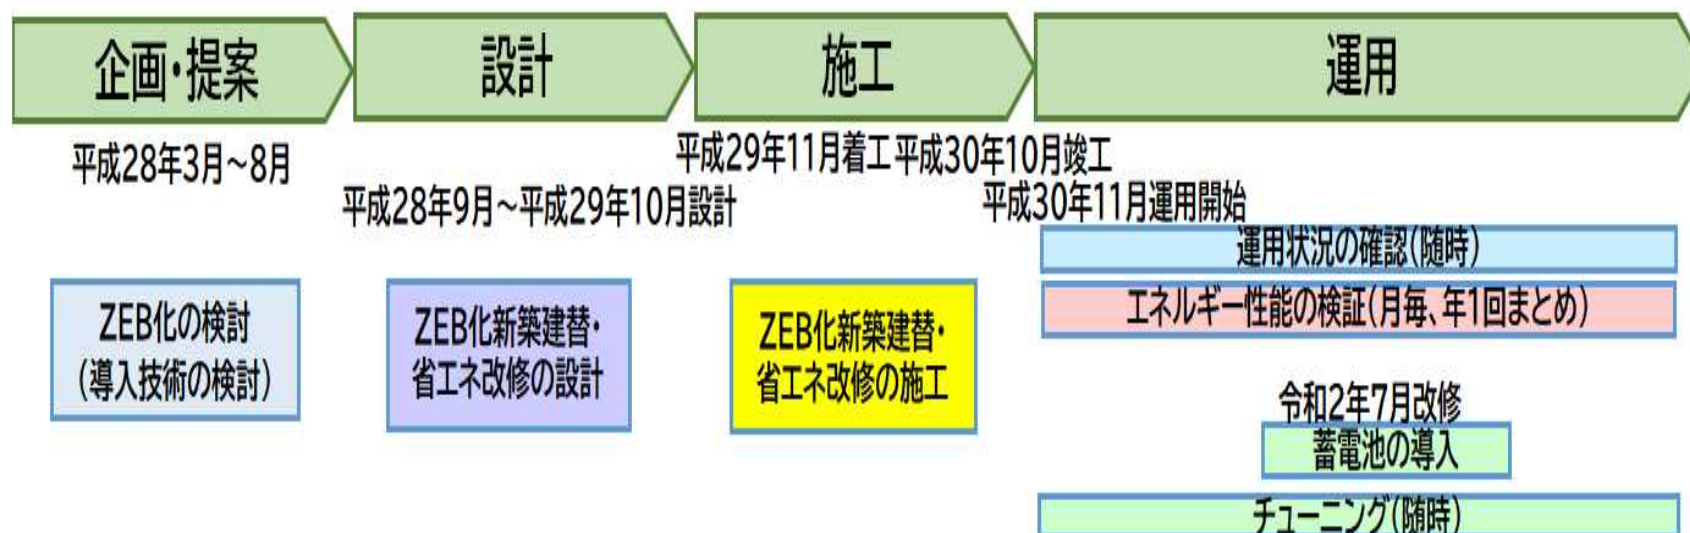 企画・提案
設計
施工
運用
平成28年3月～8月
平成28年9月～平成29年10月設計
平成29年11月着工 平成30年10月竣工
平成30年11月運用開始
ZEB化の検討
(導入技術の検討)
ZEB化新築建替・
省エネ改修の設計
ZEB化新築建替・
省エネ改修の施工
運用状況の確認(随時)
エネルギー性能の検証(月毎、年1回まとめ)
令和2年7月改修
蓄電池の導入
チューニング(随時)